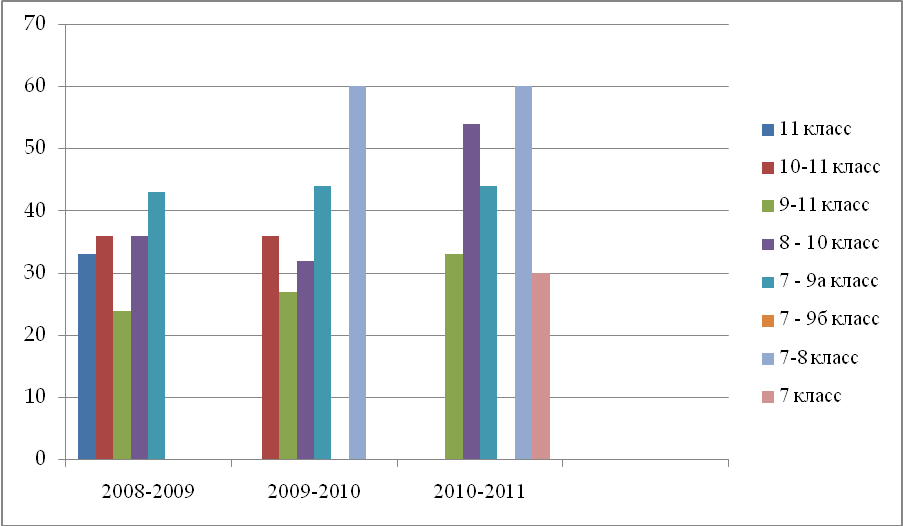 70
60
50
40
30
20
10
0
2008-2009
2009-2010
2010-2011
11 класс
10-11 класс
9-11 класс
8 - 10 класс
7 - 9а класс
7 - 9б класс
7-8 класс
7 класс